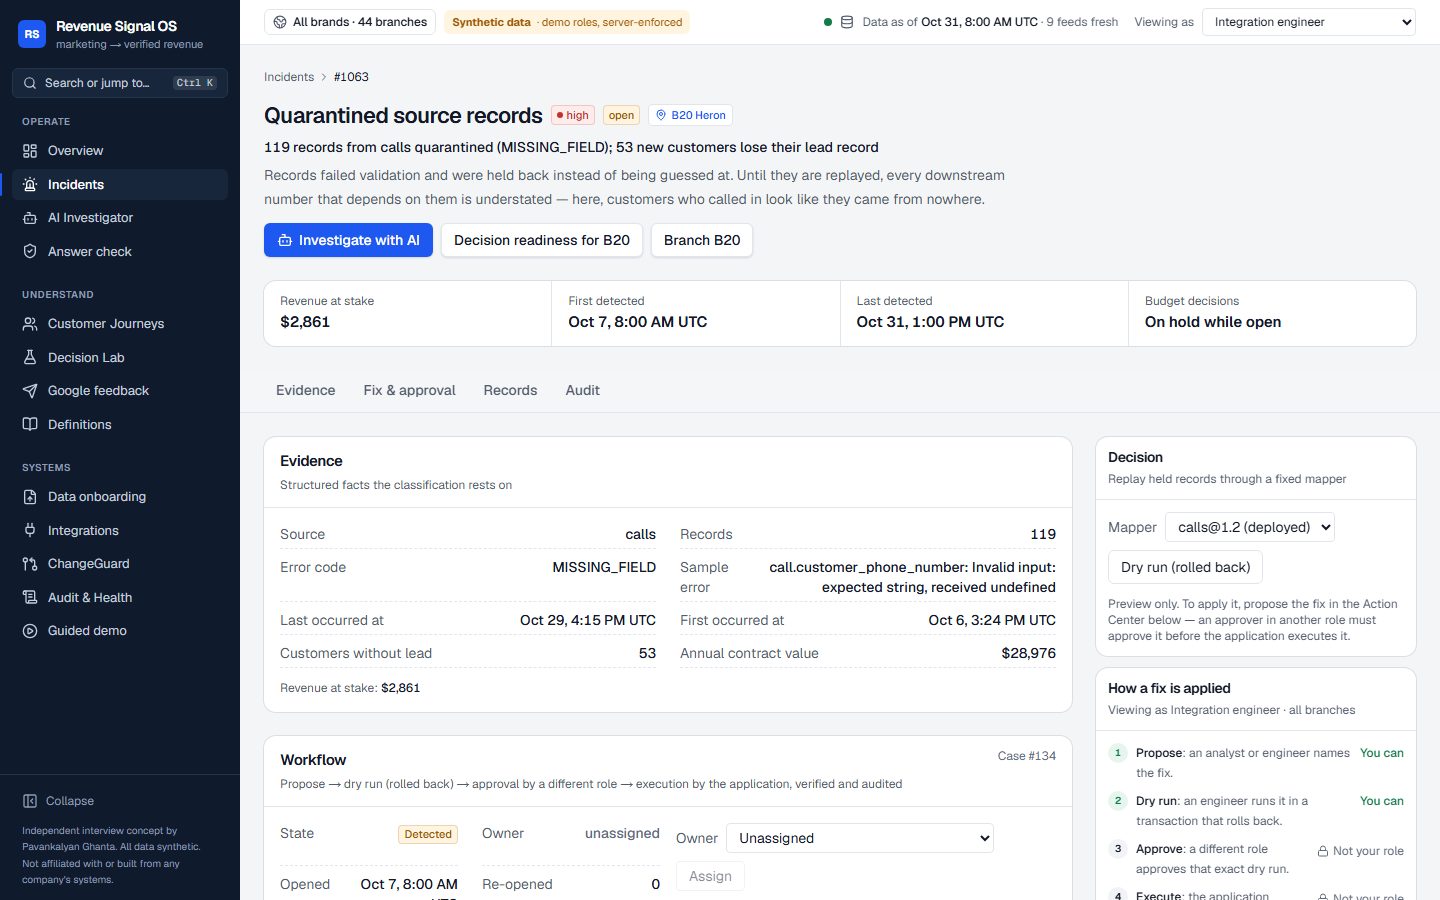 RS
Revenue Signal OS
marketing → verified revenue
Search or jump to...
Ctrl K
OPERATE
Overview
Incidents
AI Investigator
Answer check
UNDERSTAND
Customer Journeys
Decision Lab
Google feedback
Definitions
SYSTEMS
Data onboarding
Integrations
ChangeGuard
Audit & Health
Guided demo
Collapse
Independent interview concept by
Pavankalyan Ghanta. All data synthetic.
Not affiliated with or built from any
company's systems.
All brands · 44 branches
Synthetic data · demo roles, server-enforced
Data as of Oct 31, 8:00 AM UTC · 9 feeds fresh
Viewing as
Integration engineer
Incidents > #1063
Quarantined source records
high
open
B20 Heron
119 records from calls quarantined (MISSING_FIELD); 53 new customers lose their lead record
Records failed validation and were held back instead of being guessed at. Until they are replayed, every downstream
number that depends on them is understated — here, customers who called in look like they came from nowhere.
Investigate with AI
Decision readiness for B20
Branch B20
Revenue at stake
$2,861
First detected
Oct 7, 8:00 AM UTC
Last detected
Oct 31, 1:00 PM UTC
Budget decisions
On hold while open
Evidence
Fix & approval
Records
Audit
Evidence
Structured facts the classification rests on
Source calls
Records 119
Error code MISSING_FIELD
Sample error
call.customer_phone_number: Invalid input:
expected string, received undefined
Last occurred at Oct 29, 4:15 PM UTC
First occurred at Oct 6, 3:24 PM UTC
Customers without lead 53
Annual contract value $28,976
Revenue at stake: $2,861
Workflow
Case #134
Propose → dry run (rolled back) → approval by a different role → execution by the application, verified and audited
State Detected
Owner unassigned
Owner Unassigned
Assign
Opened Oct 7, 8:00 AM
Re-opened 0
Decision
Replay held records through a fixed mapper
Mapper calls@1.2 (deployed)
Dry run (rolled back)
Preview only. To apply it, propose the fix in the Action
Center below — an approver in another role must
approve it before the application executes it.
How a fix is applied
Viewing as Integration engineer · all branches
1 Propose: an analyst or engineer names You can
the fix.
2 Dry run: an engineer runs it in a You can
transaction that rolls back.
3 Approve: a different role Not your role
approves that exact dry run.
4 Execute: the application Not your role